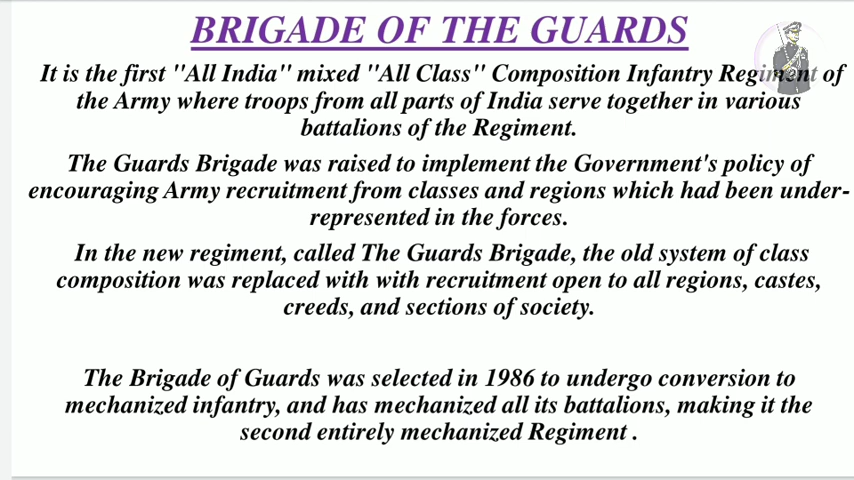 BRIGADE OF THE GUARDS
It is the first "All India" mixed "All Class" Composition Infantry Regiment of
the Army where troops from all parts of India serve together in various
battalions of the Regiment.
The Guards Brigade was raised to implement the Government's policy of
encouraging Army recruitment from classes and regions which had been under-
represented in the forces.
In the new regiment, called The Guards Brigade, the old system of class
composition was replaced with with recruitment open to all regions, castes,
creeds, and sections of society.
The Brigade of Guards was selected in 1986 to undergo conversion to
mechanized infantry, and has mechanized all its battalions, making it the
second entirely mechanized Regiment .